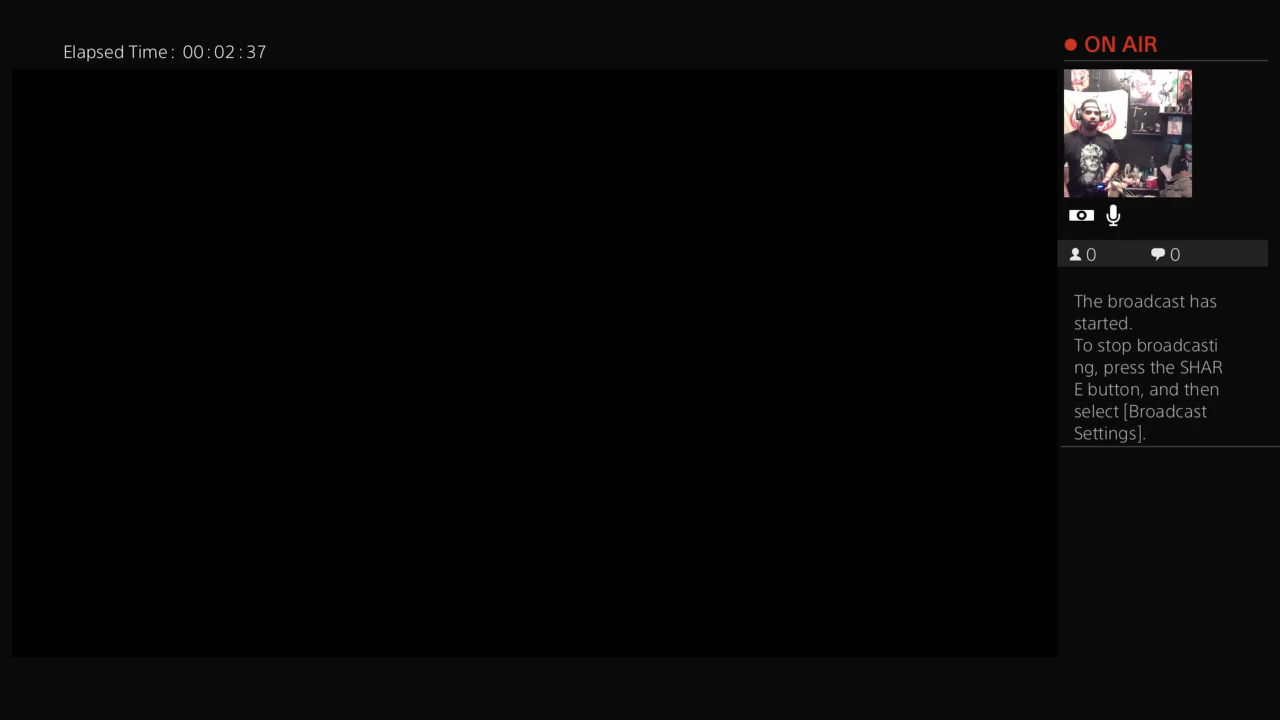 Elapsed Time: 00:02:37
ON AIR
0
0
The broadcast has
started.
To stop broadcasti
ng, press the SHAR
E button, and then
select [Broadcast
Settings].